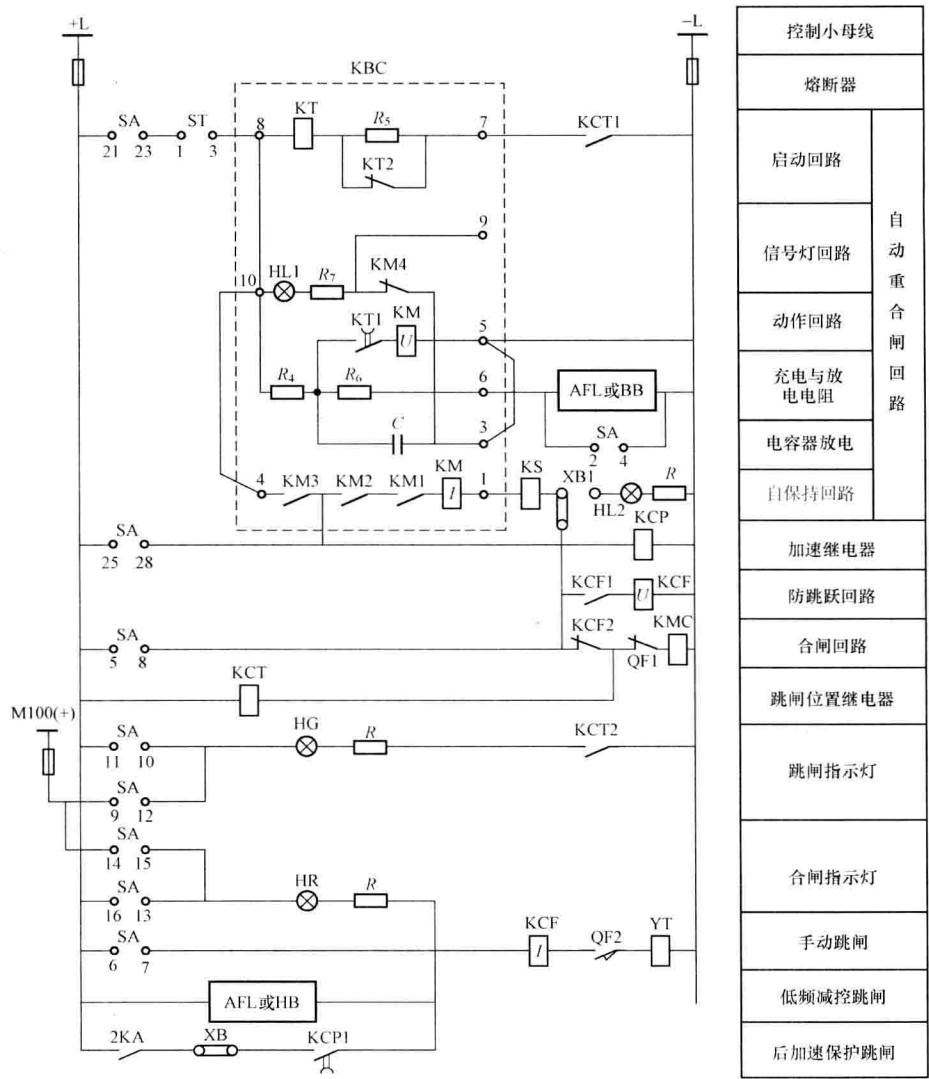 +L
−L
KBC
SA
ST
8
KT
R5
7
KCT1
21
23
1
3
KT2
9
10
HL1
R7
KM4
KT1
KM
U
5
R4
R6
6
AFL或BB
C
3
SA
2
4
4
KM3
KM2
KM1
KM
I
1
KS
XB1
HL2
R
SA
KCP
25
28
KCF1
U
KCF
SA
KCF2
KMC
5
8
QF1
KCT
M100(+)
SA
HG
R
KCT2
11
10
SA
9
12
SA
14
15
SA
HR
R
16
13
SA
KCF
I
QF2
YT
6
7
AFL或HB
2KA
XB
KCP1
控制小母线
熔断器
启动回路
信号灯回路
动作回路
充电与放
电电阻
电容器放电
自保持回路
自
动
重
合
闸
回
路
加速继电器
防跳跃回路
合闸回路
跳闸位置继电器
跳闸指示灯
合闸指示灯
手动跳闸
低频减控跳闸
后加速保护跳闸